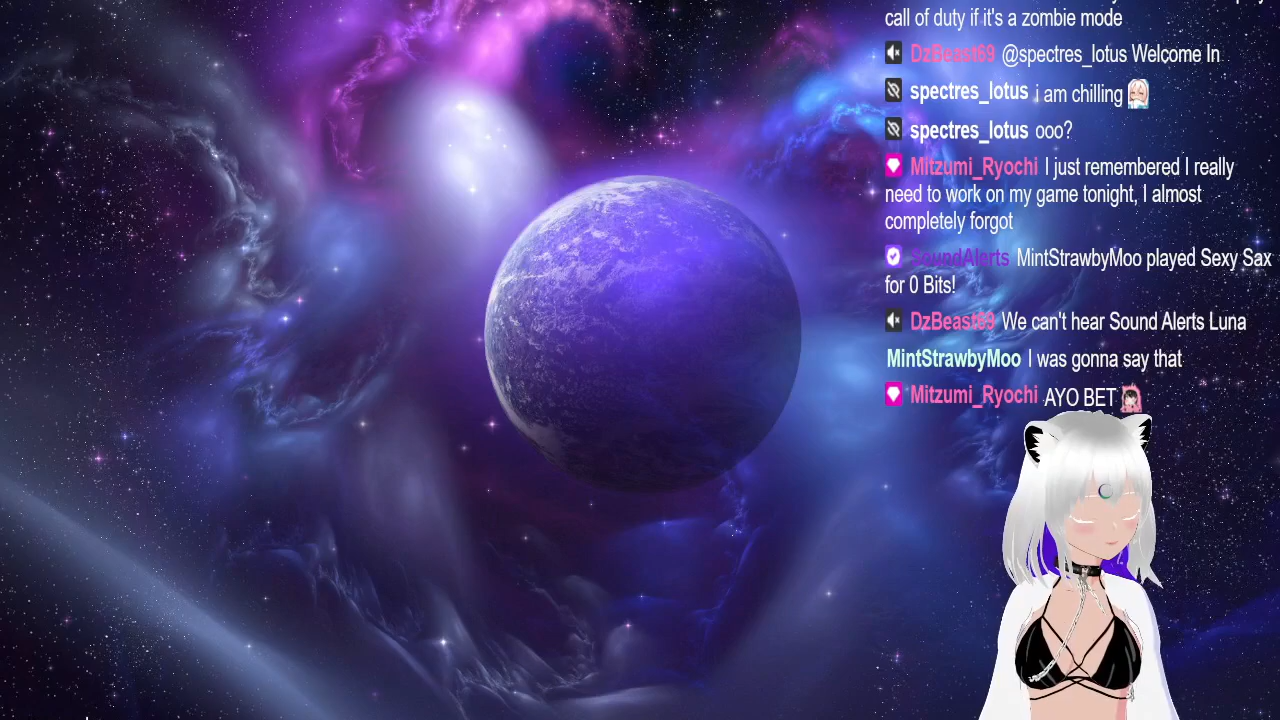 call of duty if it's a zombie mode
DzBeast69 @spectres_lotus Welcome In
spectres_lotus i am chilling
spectres_lotus ooo?
Mitzumi_Ryochi I just remembered I really
need to work on my game tonight, I almost
completely forgot
SoundAlerts MintStrawbyMoo played Sexy Sax
for 0 Bits!
DzBeast69 We can't hear Sound Alerts Luna
MintStrawbyMoo I was gonna say that
Mitzumi_Ryochi AYO BET